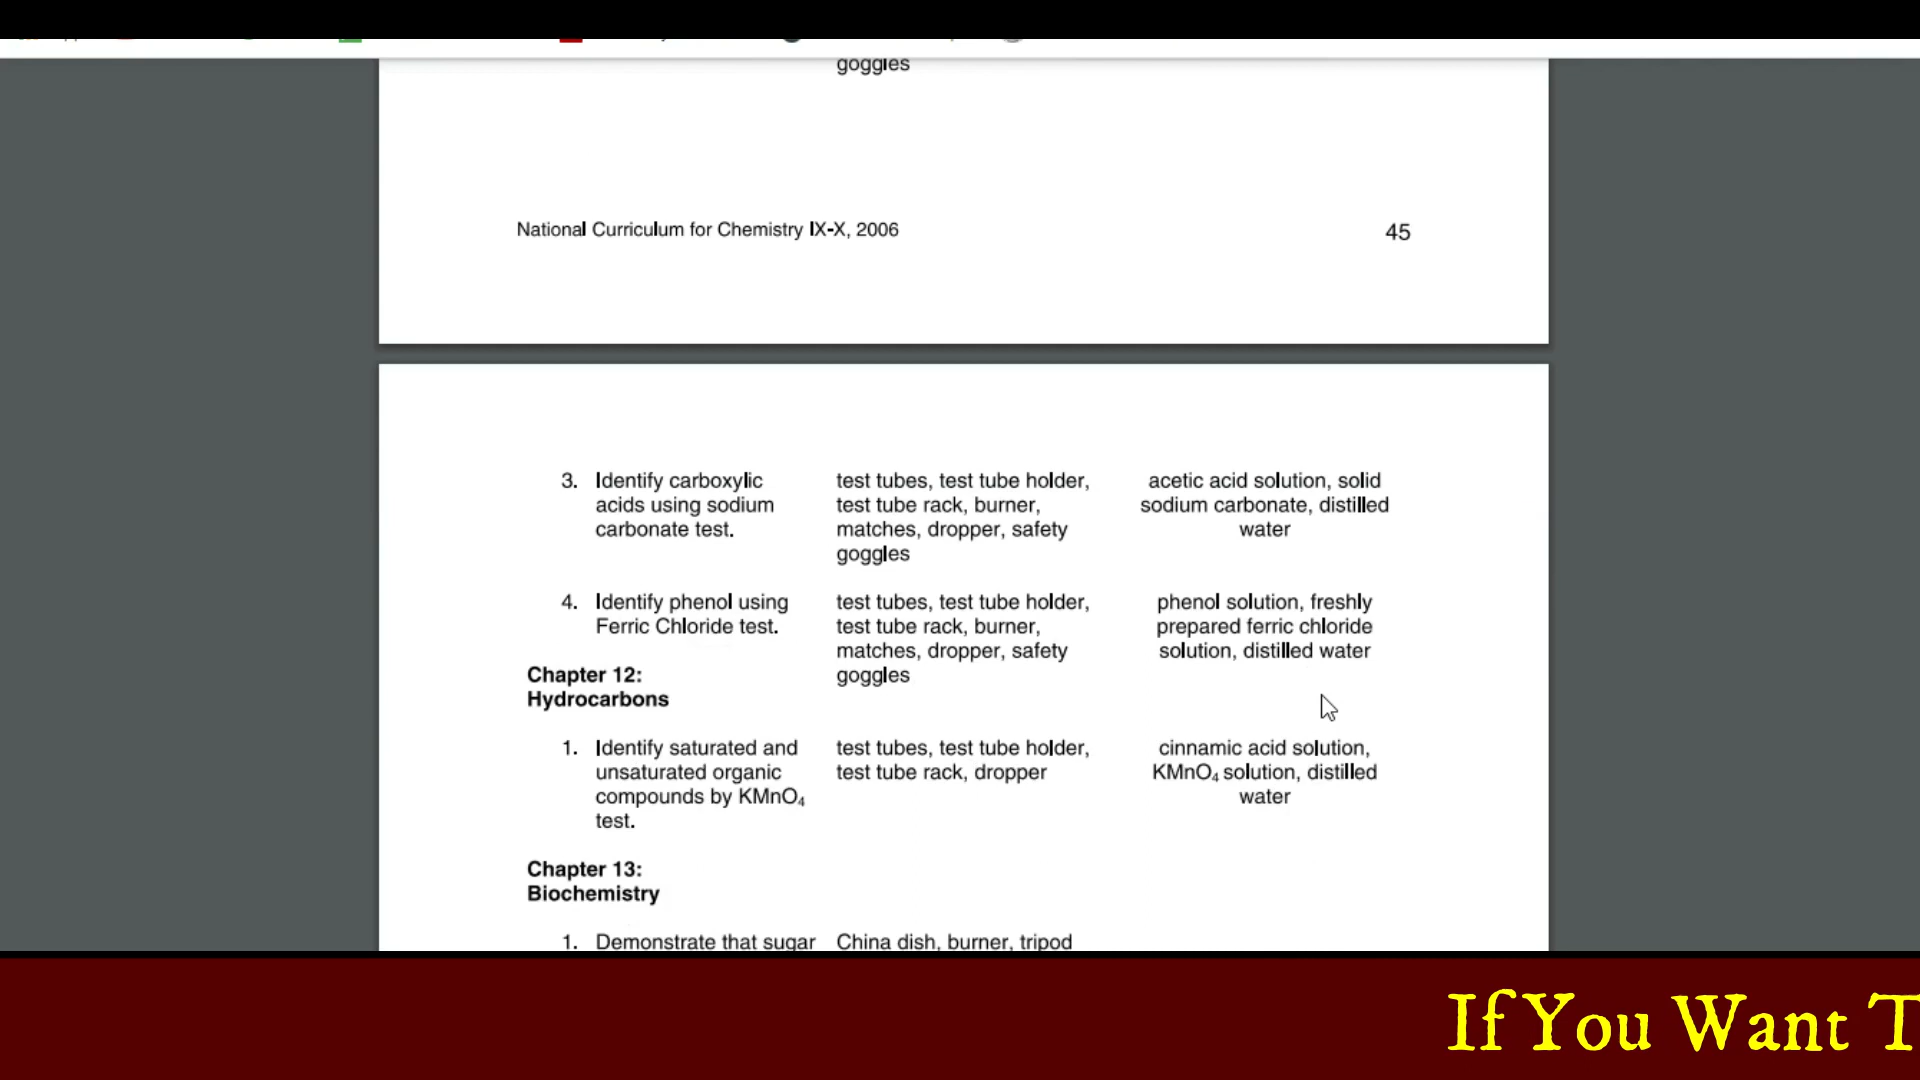 goggles
National Curriculum for Chemistry IX-X, 2006
45
3. Identify carboxylic acids using sodium carbonate test.
test tubes, test tube holder,
test tube rack, burner,
matches, dropper, safety
goggles
acetic acid solution, solid
sodium carbonate, distilled
water
4. Identify phenol using
Ferric Chloride test.
test tubes, test tube holder,
test tube rack, burner,
matches, dropper, safety
goggles
phenol solution, freshly
prepared ferric chloride
solution, distilled water
Chapter 12:
Hydrocarbons
1. Identify saturated and
unsaturated organic
compounds by KMnO₄
test.
test tubes, test tube holder,
test tube rack, dropper
cinnamic acid solution,
KMnO₄ solution, distilled
water
Chapter 13:
Biochemistry
1. Demonstrate that sugar
China dish, burner, tripod
If You Want T